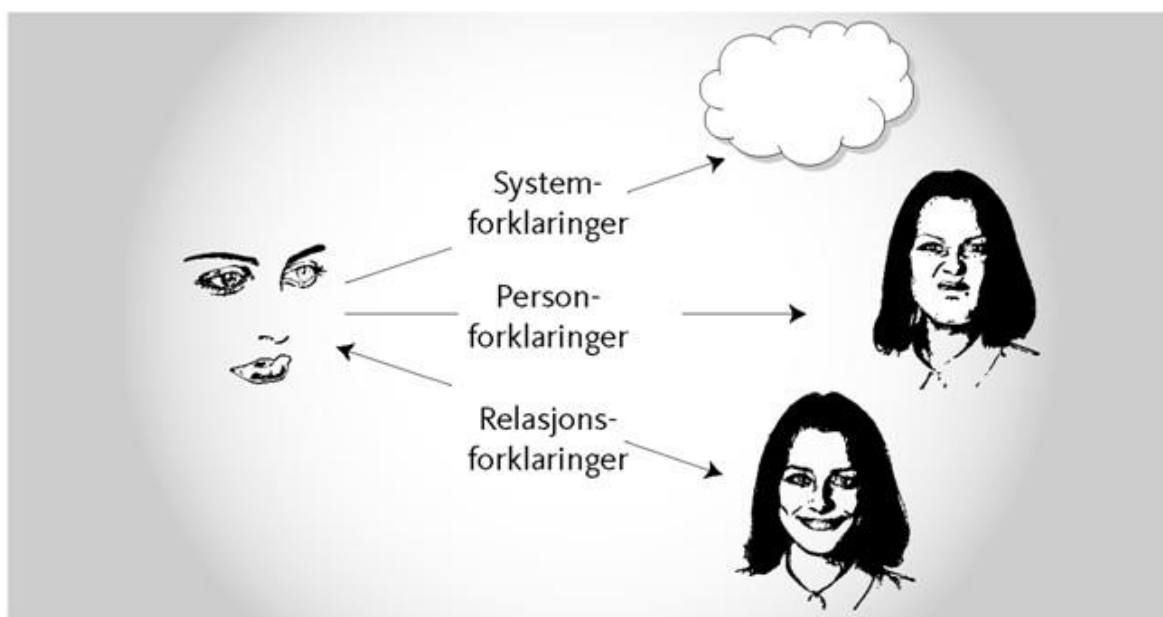 System-
forklaringer
Person-
forklaringer
Relasjons-
forklaringer